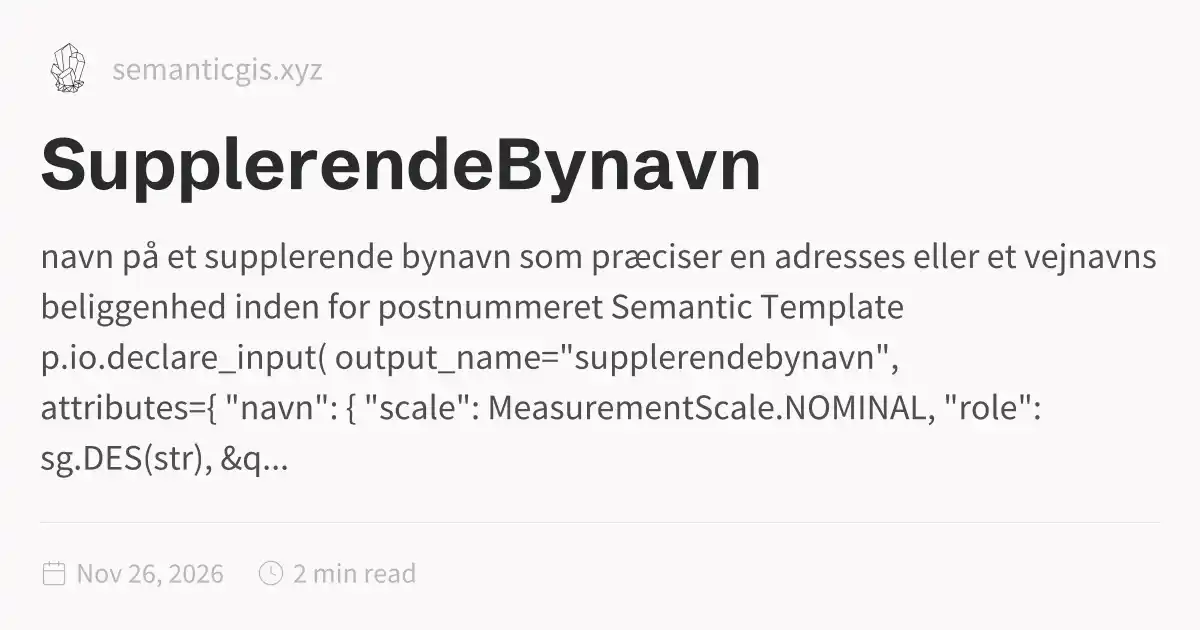 semanticgis.xyz
SupplerendeBynavn
navn på et supplerende bynavn som præciser en adresses eller et vejnavns
beliggenhed inden for postnummeret Semantic Template
p.io.declare_input( output_name="supplerendebynavn",
attributes={ "navn": { "scale": MeasurementScale.NOMINAL, "role":
sg.DES(str), &q...
Nov 26, 2026 2 min read